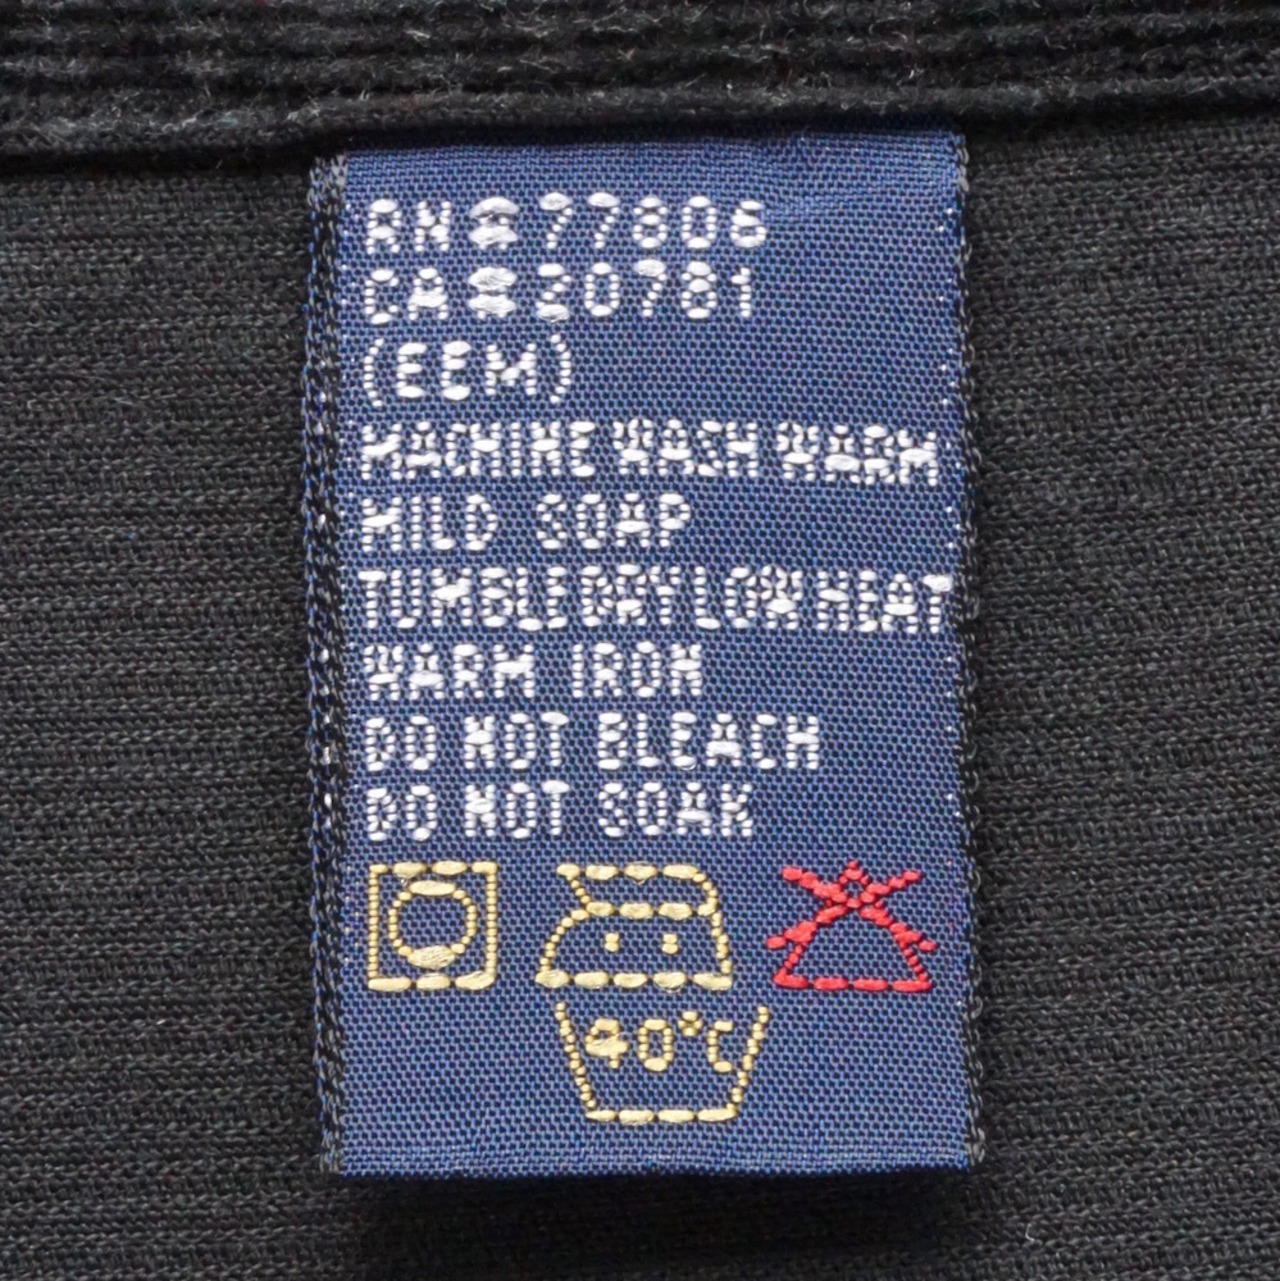 RN#77806
CA#20781
(EEM)
MACHINE WASH WARM
MILD SOAP
TUMBLE DRY LOW HEAT
WARM IRON
DO NOT BLEACH
DO NOT SOAK
40°C